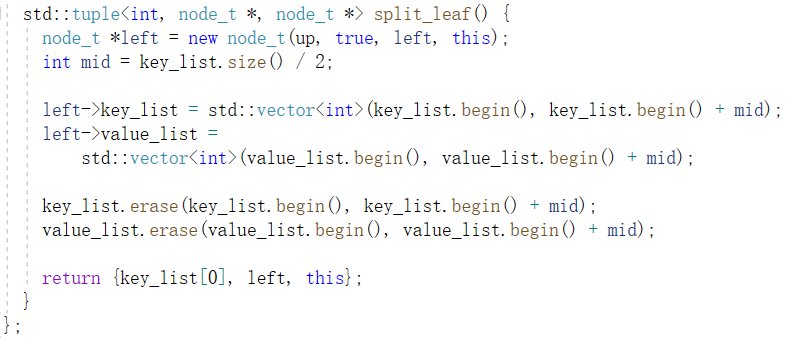 std::tuple<int, node_t *, node_t *> split_leaf() {
node_t *left = new node_t(up, true, left, this);
int mid = key_list.size() / 2;
left->key_list = std::vector<int>(key_list.begin(), key_list.begin() + mid);
left->value_list =
std::vector<int>(value_list.begin(), value_list.begin() + mid);
key_list.erase(key_list.begin(), key_list.begin() + mid);
value_list.erase(value_list.begin(), value_list.begin() + mid);
return {key_list[0], left, this};
}
};